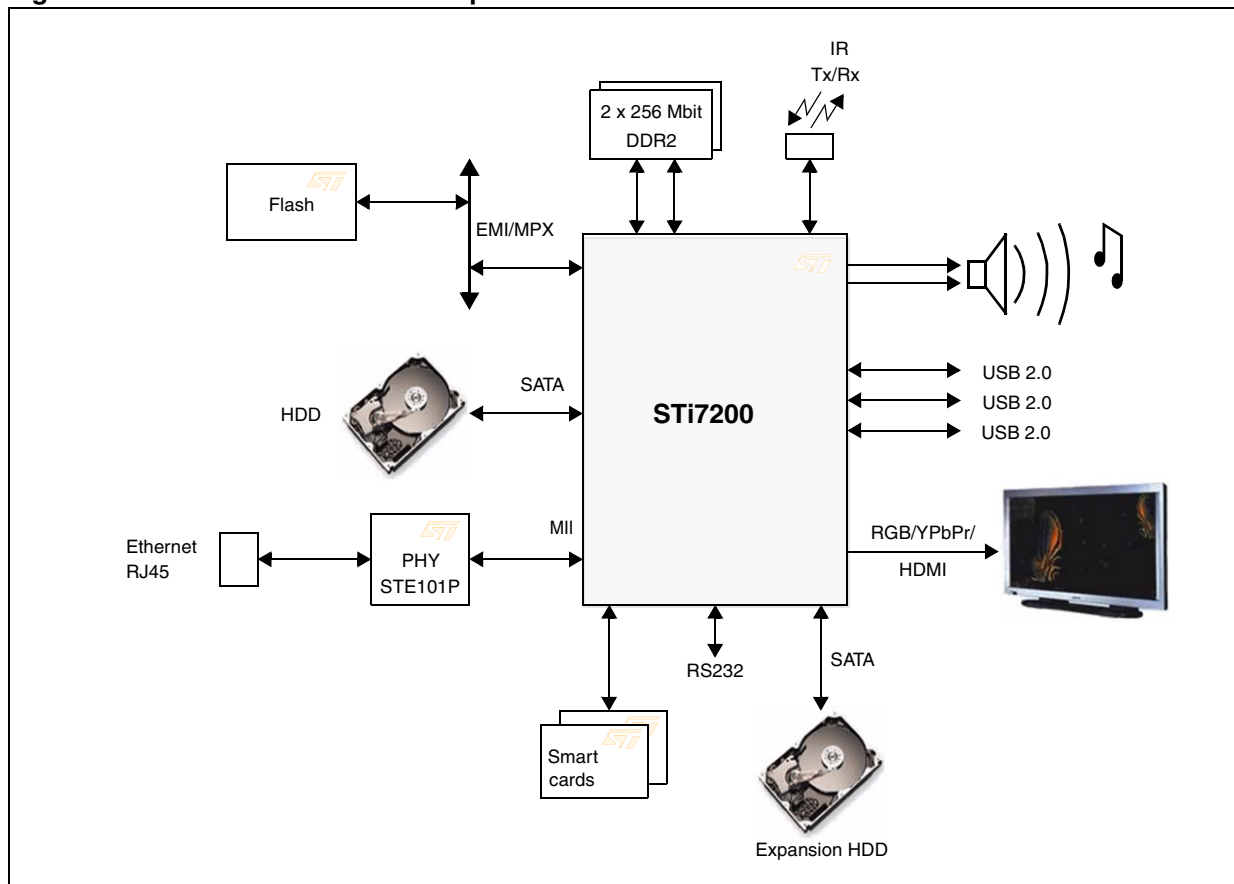 IR
Tx/Rx
2 x 256 Mbit
DDR2
Flash
EMI/MPX
SATA
HDD
STi7200
USB 2.0
USB 2.0
USB 2.0
MII
Ethernet
RJ45
PHY
STE101P
RGB/YPbPr/
HDMI
RS232
SATA
Smart
cards
Expansion HDD